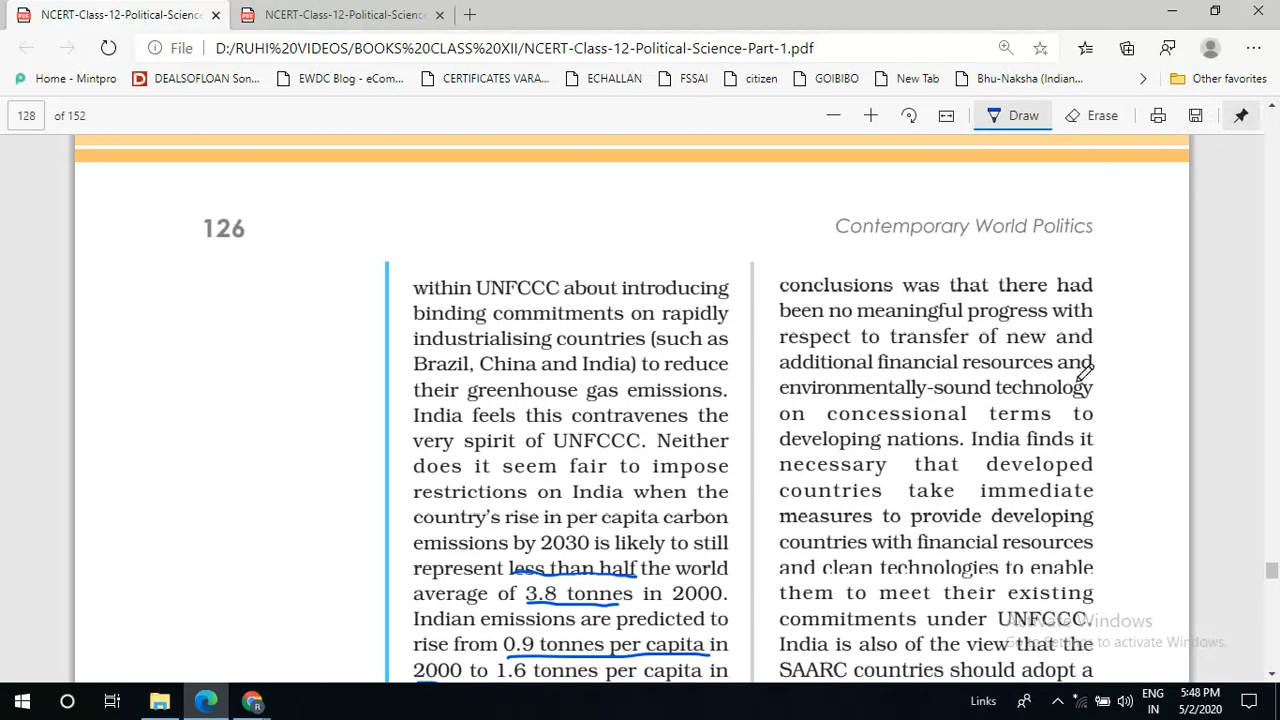 NCERT-Class-12-Political-Science
NCERT-Class-12-Political-Science
File
D:/RUHI%20VIDEOS/BOOKS%20CLASS%20XII/NCERT-Class-12-Political-Science-Part-1.pdf
Home - Mintpro
DEALSOFLOAN Son...
EWDC Blog - eCom...
CERTIFICATES VARA...
ECHALLAN
FSSAI
citizen
GOIBIBO
New Tab
Bhu-Naksha (Indian...
Other favorites
128 of 152
Draw
Erase
126
Contemporary World Politics
within UNFCCC about introducing
binding commitments on rapidly
industrialising countries (such as
Brazil, China and India) to reduce
their greenhouse gas emissions.
India feels this contravenes the
very spirit of UNFCCC. Neither
does it seem fair to impose
restrictions on India when the
country's rise in per capita carbon
emissions by 2030 is likely to still
represent less than half the world
average of 3.8 tonnes in 2000.
Indian emissions are predicted to
rise from 0.9 tonnes per capita in
2000 to 1.6 tonnes per capita in
conclusions was that there had
been no meaningful progress with
respect to transfer of new and
additional financial resources and
environmentally-sound technology
on concessional terms to
developing nations. India finds it
necessary that developed
countries take immediate
measures to provide developing
countries with financial resources
and clean technologies to enable
them to meet their existing
commitments under UNFCCC.
India is also of the view that the
SAARC countries should adopt a
Activate Windows
Go to Settings to activate Windows.
Links
ENG
IN
5:48 PM
5/2/2020